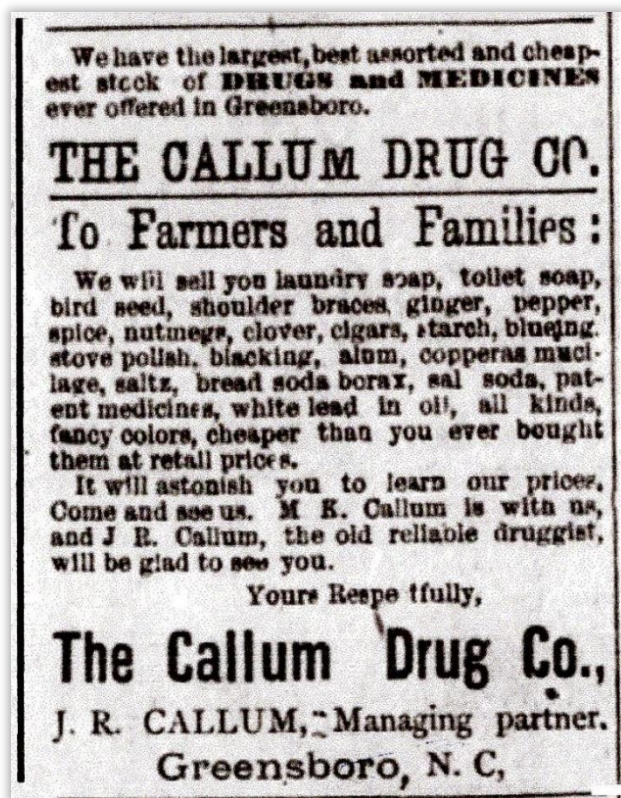 We have the largest, best assorted and cheap-
est stock of DRUGS and MEDICINES
ever offered in Greensboro.
THE CALLUM DRUG CO.
To Farmers and Families:
We will sell you laundry soap, toilet soap,
bird seed, shoulder braces, ginger, pepper,
spice, nutmegs, clover, cigars, starch, blueing.
stove polish, blacking, alum, copperas muci-
lage, saltz, bread soda borax, sal soda, pat-
ent medicines, white lead in oil, all kinds,
fancy colors, cheaper than you ever bought
them at retail prices.
It will astonish you to learn our prices.
Come and see us. M K. Callum is with us,
and J R. Callum, the old reliable druggist,
will be glad to see you.
Yours Respe tfully,
The Callum Drug Co.,
J. R. CALLUM, Managing partner.
Greensboro, N. C,